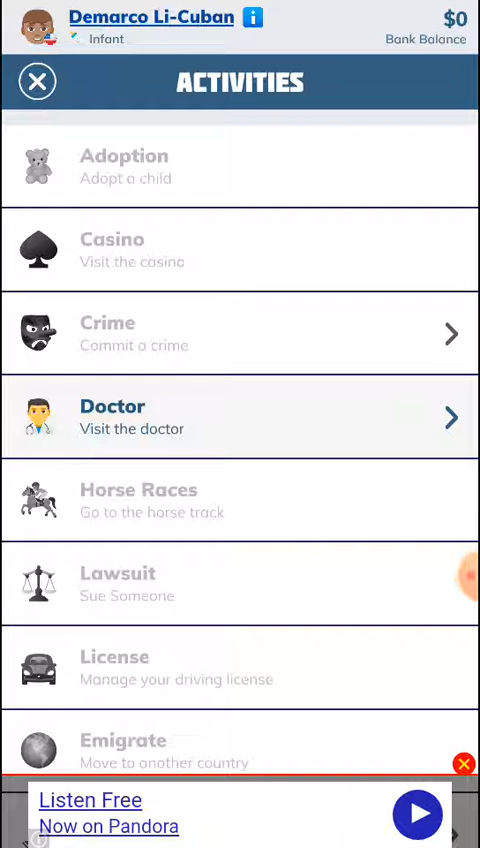 Demarco Li-Cuban
$0
Infant
Bank Balance
ACTIVITIES
Adoption
Adopt a child
Casino
Visit the casino
Crime
Commit a crime
Doctor
Visit the doctor
Horse Races
Go to the horse track
Lawsuit
Sue Someone
License
Manage your driving license
Emigrate
Move to another country
Listen Free
Now on Pandora